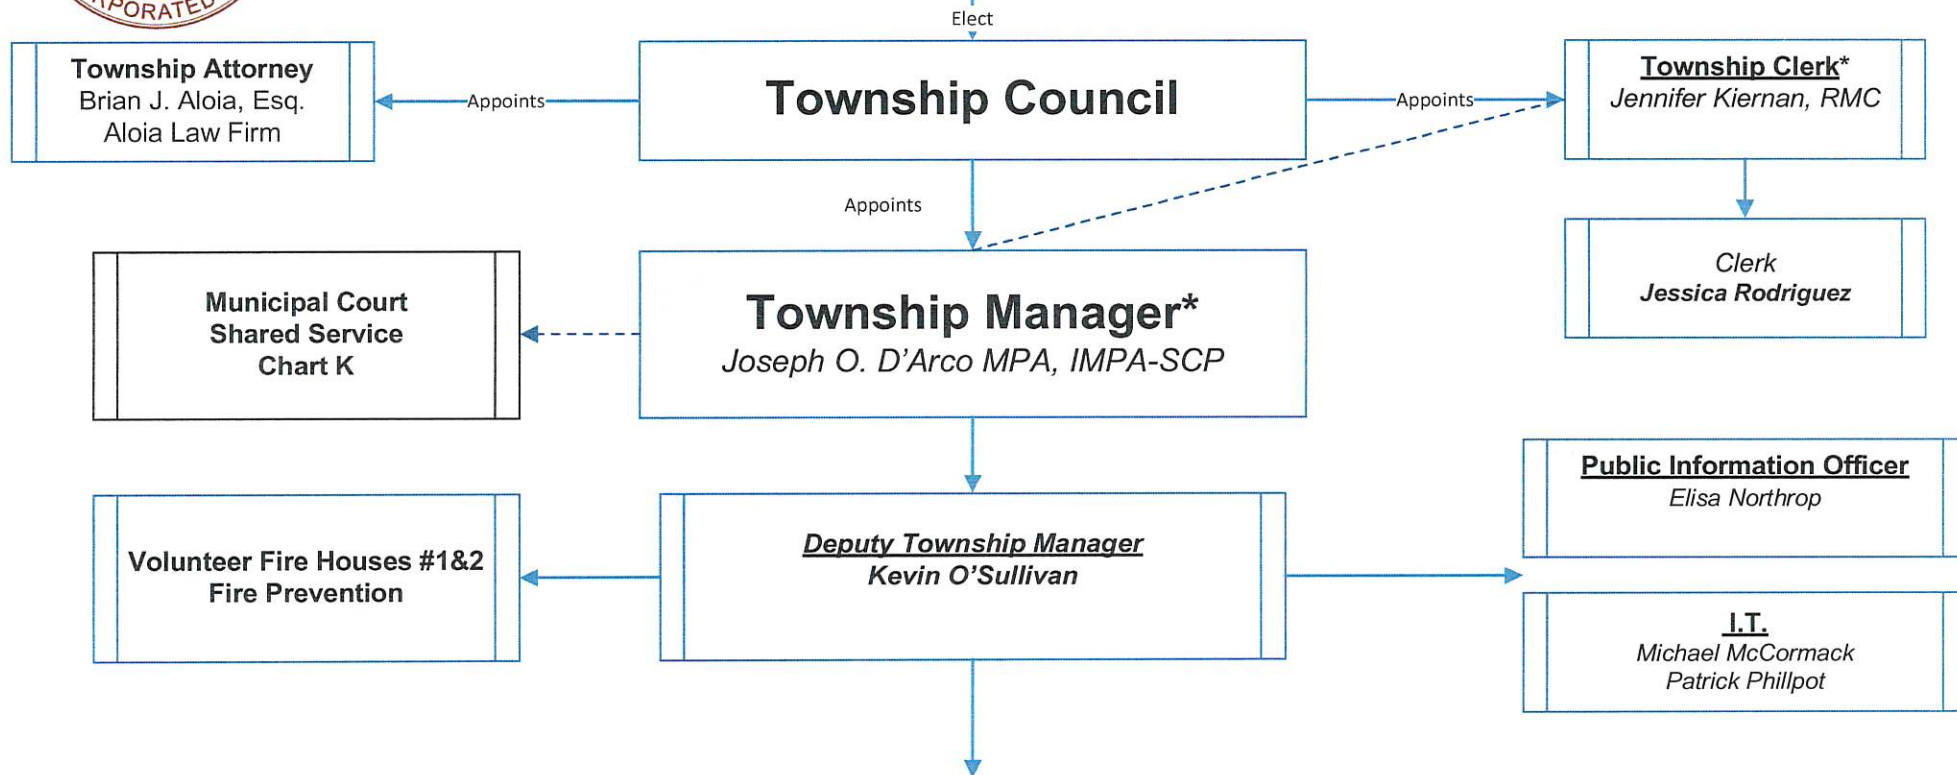 PORATED
Elect
Township Attorney
Brian J. Aloia, Esq.
Aloia Law Firm
Appoints
Township Council
Appoints
Township Clerk*
Jennifer Kiernan, RMC
Appoints
Clerk
Jessica Rodriguez
Municipal Court
Shared Service
Chart K
Township Manager*
Joseph O. D'Arco MPA, IMPA-SCP
Public Information Officer
Elisa Northrop
Volunteer Fire Houses #1&2
Fire Prevention
Deputy Township Manager
Kevin O'Sullivan
I.T.
Michael McCormack
Patrick Phillpot